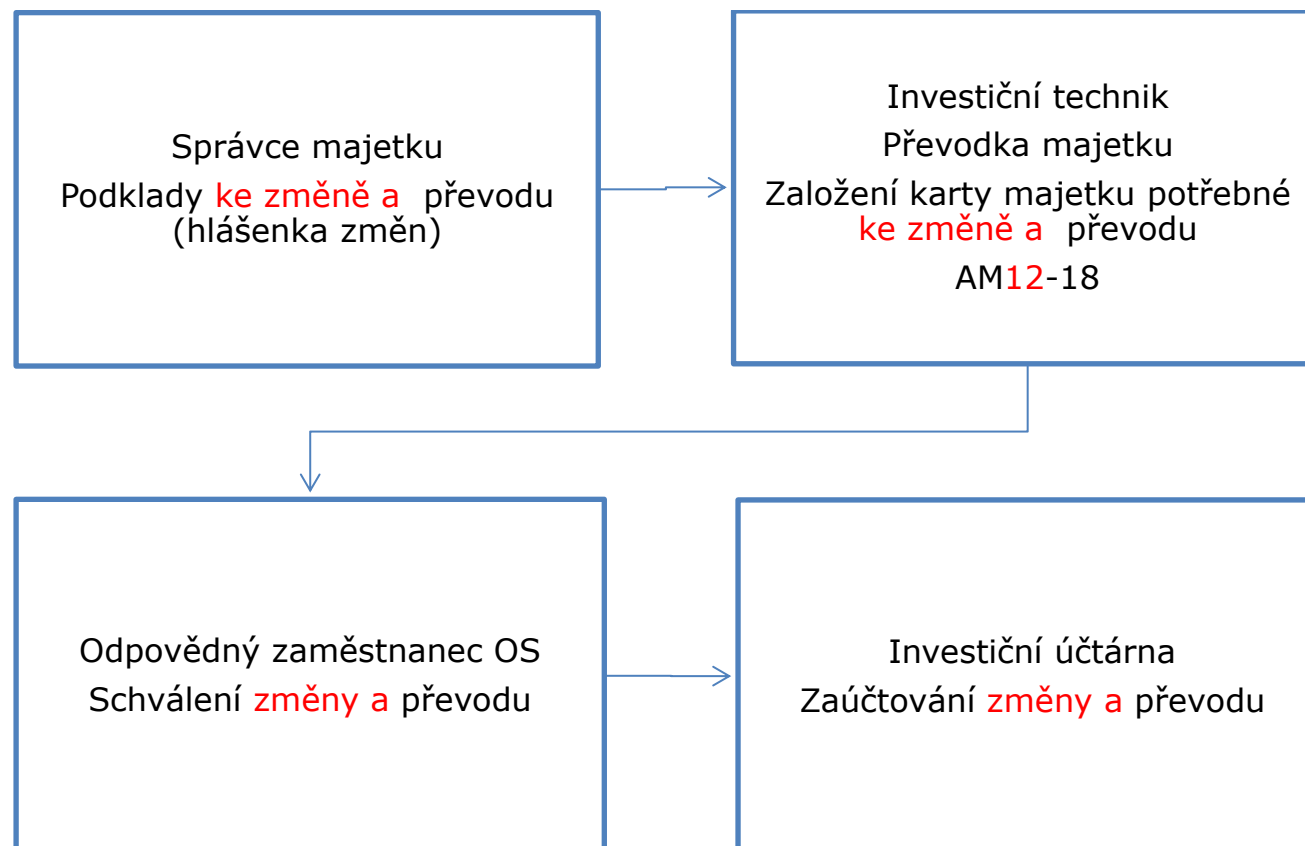 Správce majetku
Podklady ke změně a  převodu
(hlášenka změn)
Investiční technik
Převodka majetku
Založení karty majetku potřebné
ke změně a  převodu
AM12-18
Odpovědný zaměstnanec OS
Schválení změny a převodu
Investiční účtárna
Zaúčtování změny a převodu